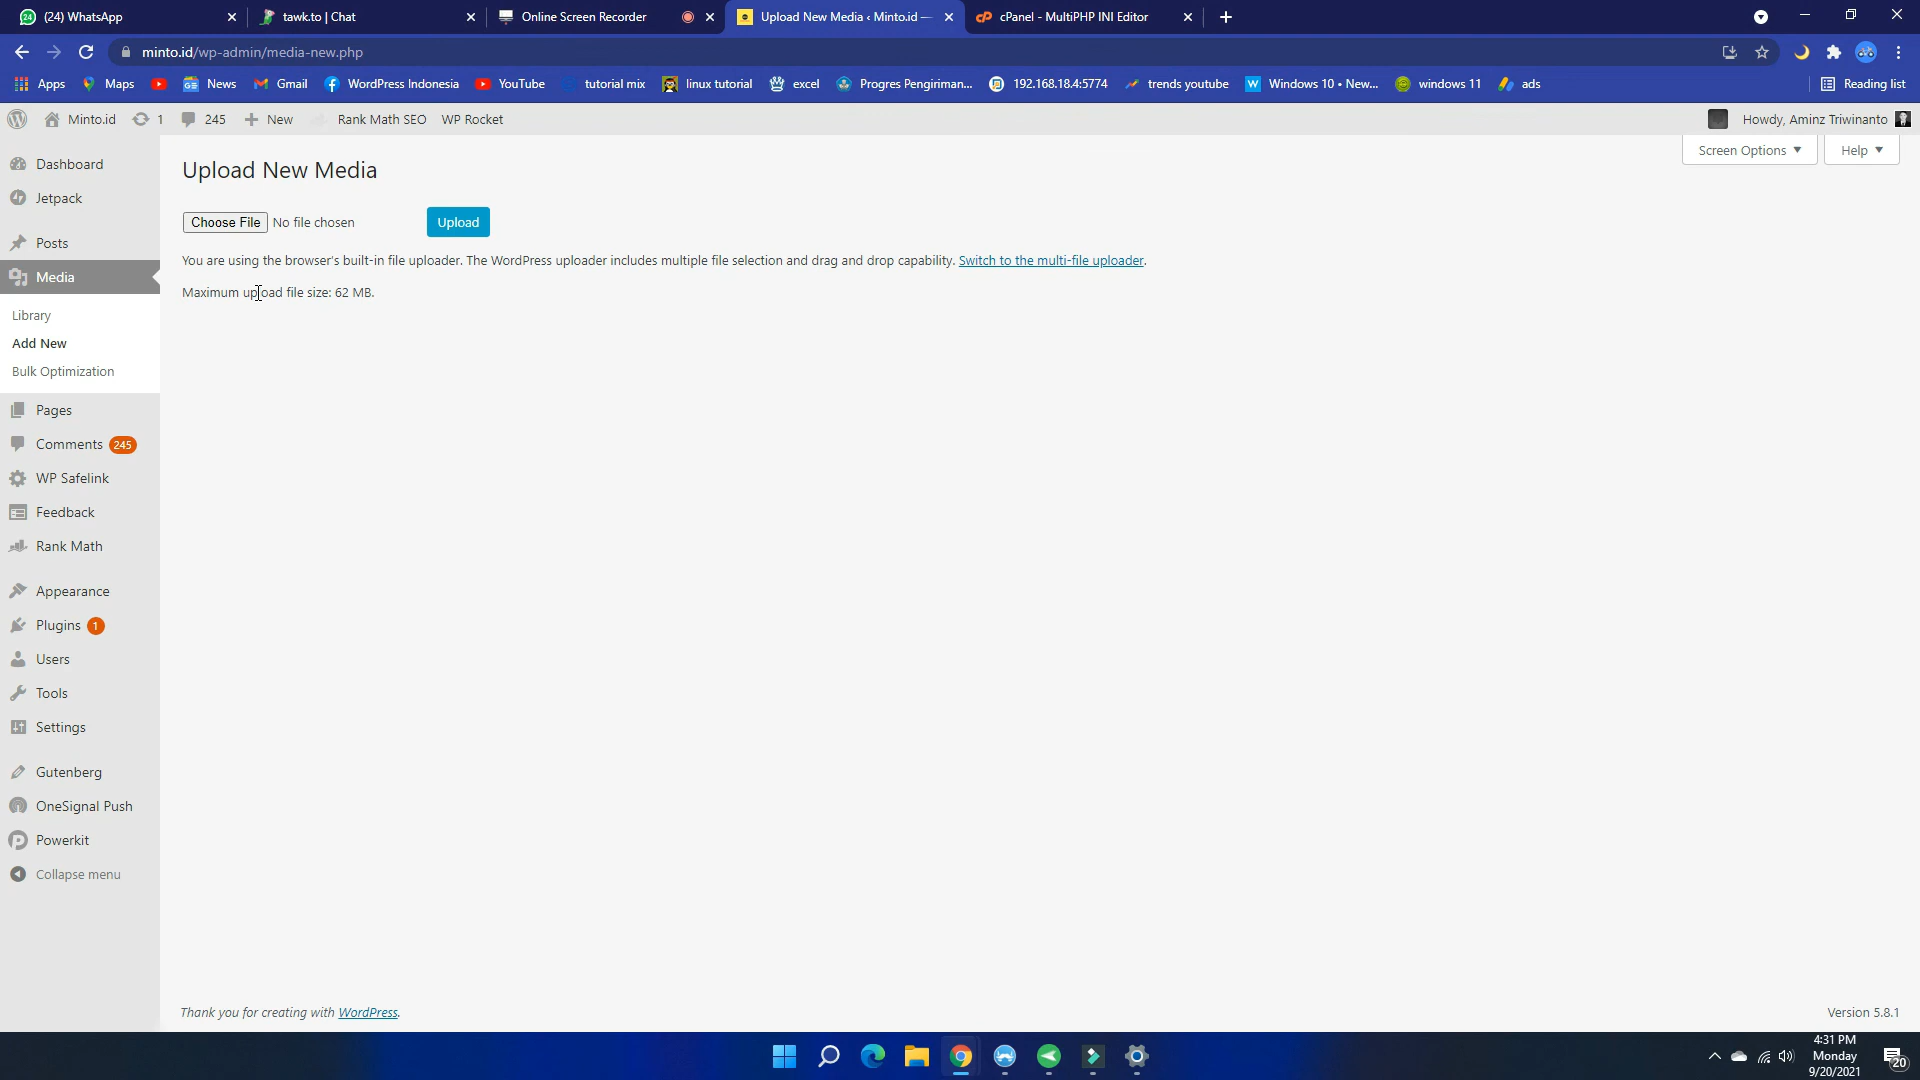 (24) WhatsApp
tawk.to | Chat
Online Screen Recorder
Upload New Media ‹ Minto.id —
cPanel - MultiPHP INI Editor
minto.id/wp-admin/media-new.php
Apps
Maps
News
Gmail
WordPress Indonesia
YouTube
tutorial mix
linux tutorial
excel
Progres Pengiriman...
192.168.18.4:5774
trends youtube
Windows 10 • New...
windows 11
ads
Reading list
Minto.id
1
245
New
Rank Math SEO
WP Rocket
Howdy, Aminz Triwinanto
Screen Options
Help
Dashboard
Jetpack
Posts
Media
Library
Add New
Bulk Optimization
Pages
Comments 245
WP Safelink
Feedback
Rank Math
Appearance
Plugins 1
Users
Tools
Settings
Gutenberg
OneSignal Push
Powerkit
Collapse menu
Upload New Media
Choose File No file chosen
Upload
You are using the browser's built-in file uploader. The WordPress uploader includes multiple file selection and drag and drop capability. Switch to the multi-file uploader.
Maximum upload file size: 62 MB.
Thank you for creating with WordPress.
Version 5.8.1
4:31 PM
Monday
9/20/2021
20